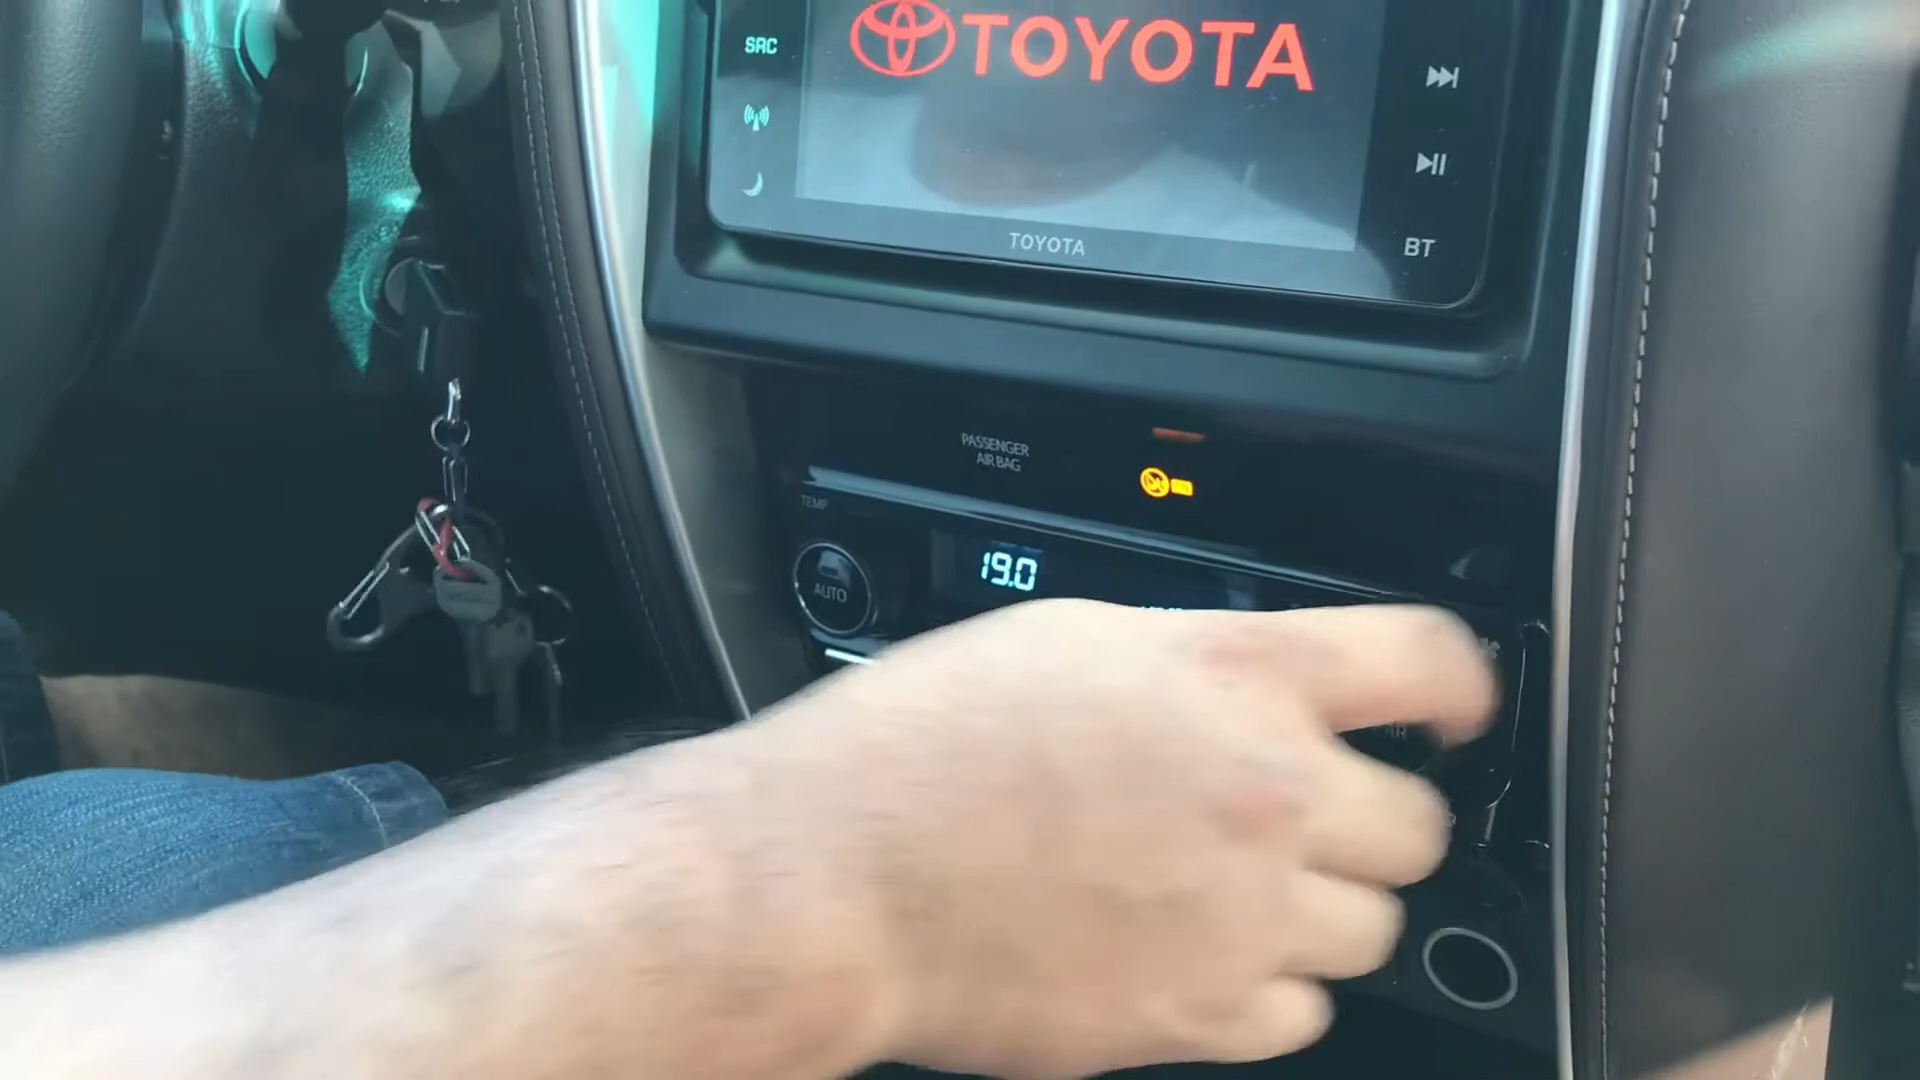 SRC
TOYOTA
TOYOTA
BT
PASSENGER
AIR BAG
TEMP
19.0
AUTO